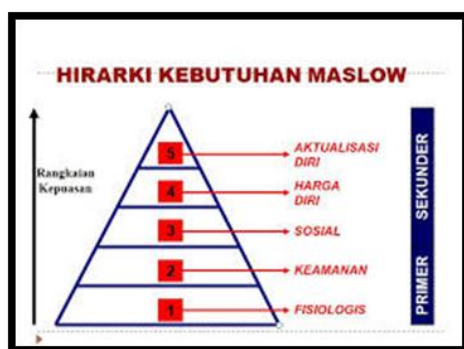 HIRARKI KEBUTUHAN MASLOW
Rangkaian
Kepuasan
5
AKTUALISASI
DIRI
4
HARGA
DIRI
3
SOSIAL
2
KEAMANAN
1
FISIOLOGIS
SEKUNDER
PRIMER